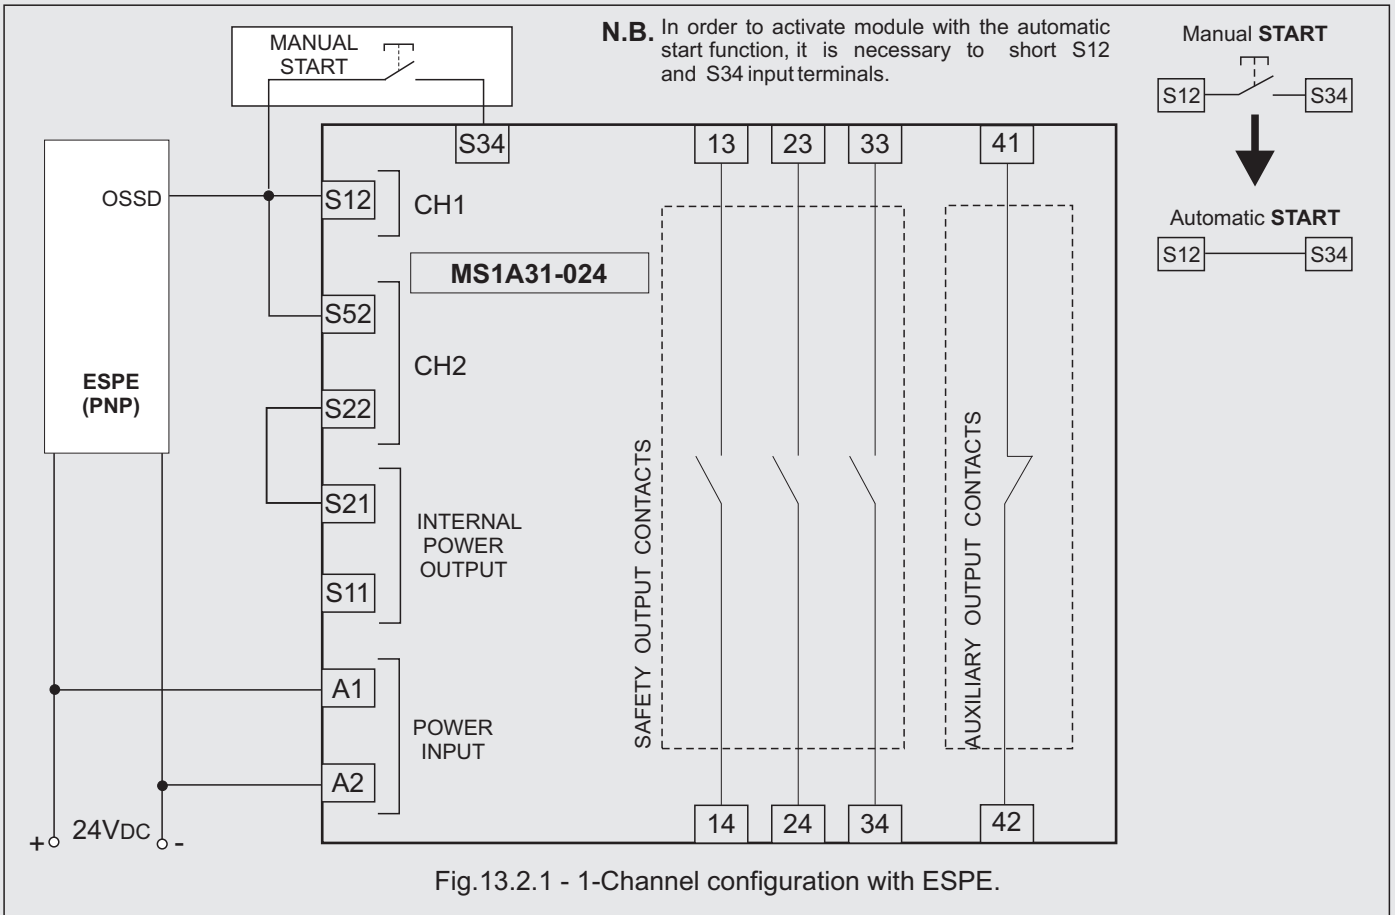 MANUAL
START
N.B. In order to activate module with the automatic
start function, it is necessary to short S12
and S34 input terminals.
Manual START
S12
S34
Automatic START
S12
S34
S34
13
23
33
41
OSSD
S12
CH1
MS1A31-024
S52
CH2
ESPE
(PNP)
S22
S21
INTERNAL
POWER
OUTPUT
S11
SAFETY OUTPUT CONTACTS
AUXILIARY OUTPUT CONTACTS
A1
POWER
INPUT
A2
+ 24VDC -
14
24
34
42
Fig.13.2.1 - 1-Channel configuration with ESPE.